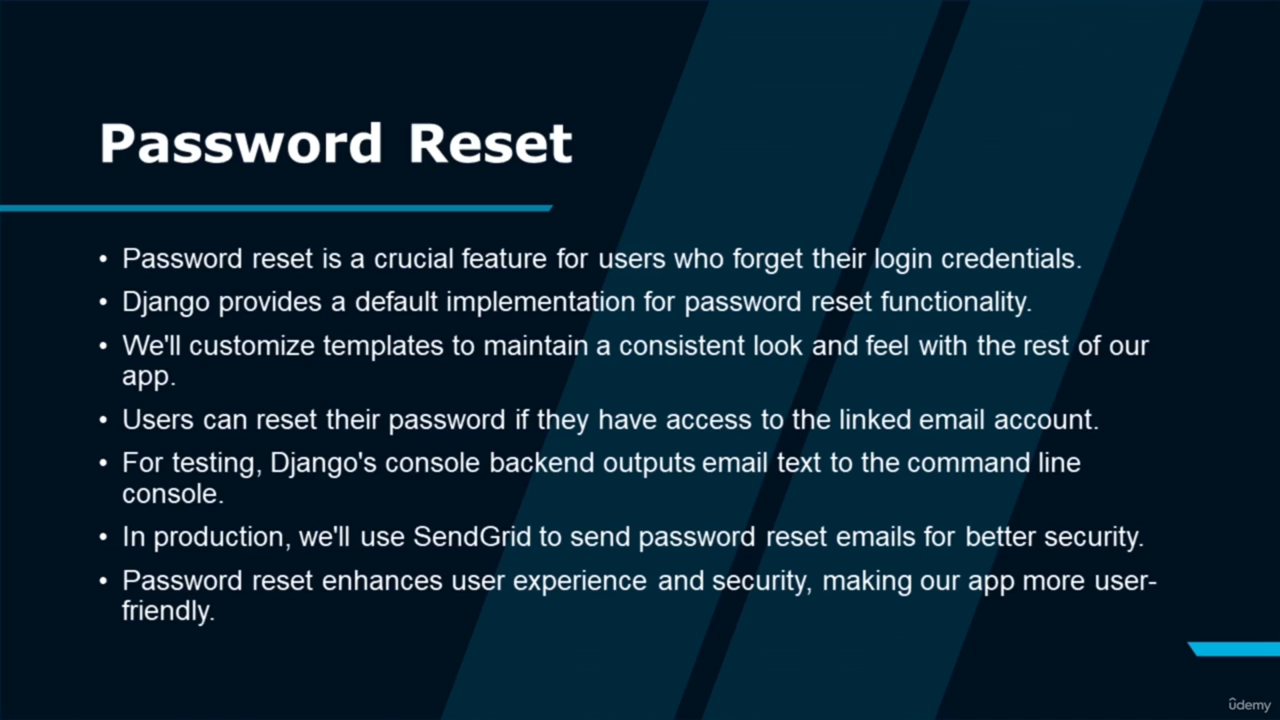 Password Reset
• Password reset is a crucial feature for users who forget their login credentials.
• Django provides a default implementation for password reset functionality.
• We'll customize templates to maintain a consistent look and feel with the rest of our
app.
• Users can reset their password if they have access to the linked email account.
• For testing, Django's console backend outputs email text to the command line
console.
• In production, we'll use SendGrid to send password reset emails for better security.
• Password reset enhances user experience and security, making our app more user-
friendly.
ûdemy